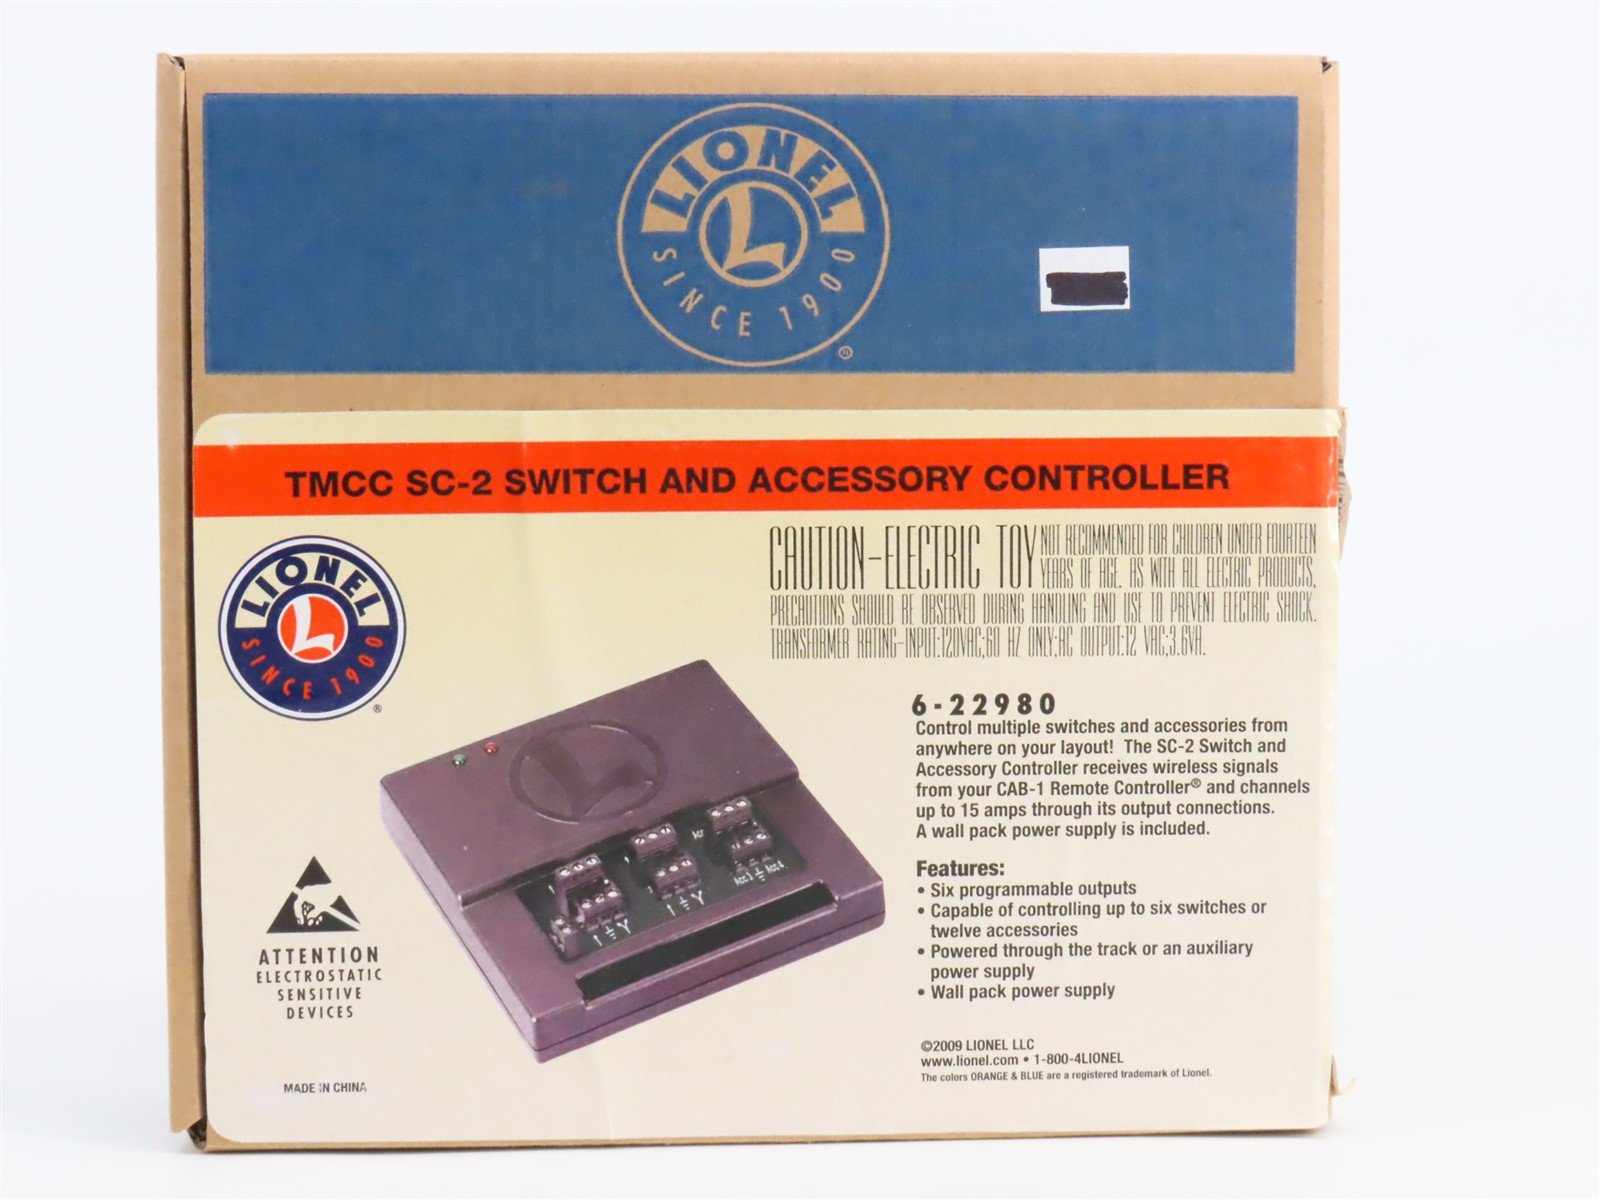 LIONEL
L
SINCE 1900
®
TMCC SC-2 SWITCH AND ACCESSORY CONTROLLER
CAUTION-ELECTRIC TOY NOT RECOMMENDED FOR CHILDREN UNDER FOURTEEN
YEARS OF AGE. AS WITH ALL ELECTRIC PRODUCTS,
PRECAUTIONS SHOULD BE OBSERVED DURING HANDLING AND USE TO PREVENT ELECTRIC SHOCK.
TRANSFORMER RATING-INPUT:120VAC;60 HZ ONLY;AC OUTPUT:12 VAC;3.6VA.
LIONEL
L
SINCE 1900
®
6-22980
Control multiple switches and accessories from
anywhere on your layout! The SC-2 Switch and
Accessory Controller receives wireless signals
from your CAB-1 Remote Controller® and channels
up to 15 amps through its output connections.
A wall pack power supply is included.
Features:
• Six programmable outputs
• Capable of controlling up to six switches or
twelve accessories
• Powered through the track or an auxiliary
power supply
• Wall pack power supply
L
Acc3 Acc4
ATTENTION
ELECTROSTATIC
SENSITIVE
DEVICES
MADE IN CHINA
©2009 LIONEL LLC
www.lionel.com • 1-800-4LIONEL
The colors ORANGE & BLUE are a registered trademark of Lionel.